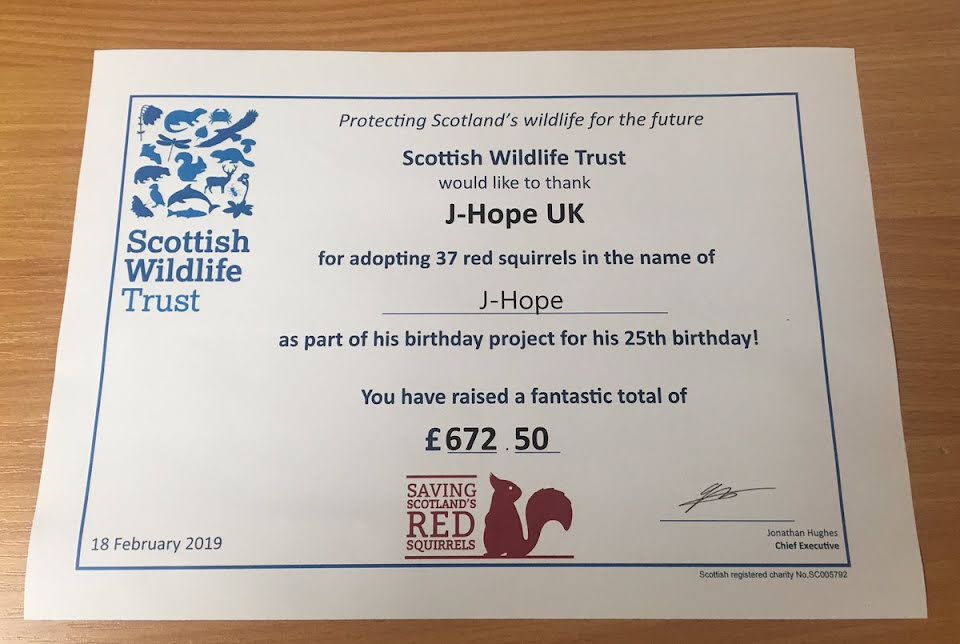 Protecting Scotland's wildlife for the future
Scottish Wildlife Trust
would like to thank
J-Hope UK
for adopting 37 red squirrels in the name of
J-Hope
as part of his birthday project for his 25th birthday!
You have raised a fantastic total of
£672.50
Scottish
Wildlife
Trust
SAVING
SCOTLAND'S
RED
SQUIRRELS
18 February 2019
Jonathan Hughes
Chief Executive
Scottish registered charity No.SC005792